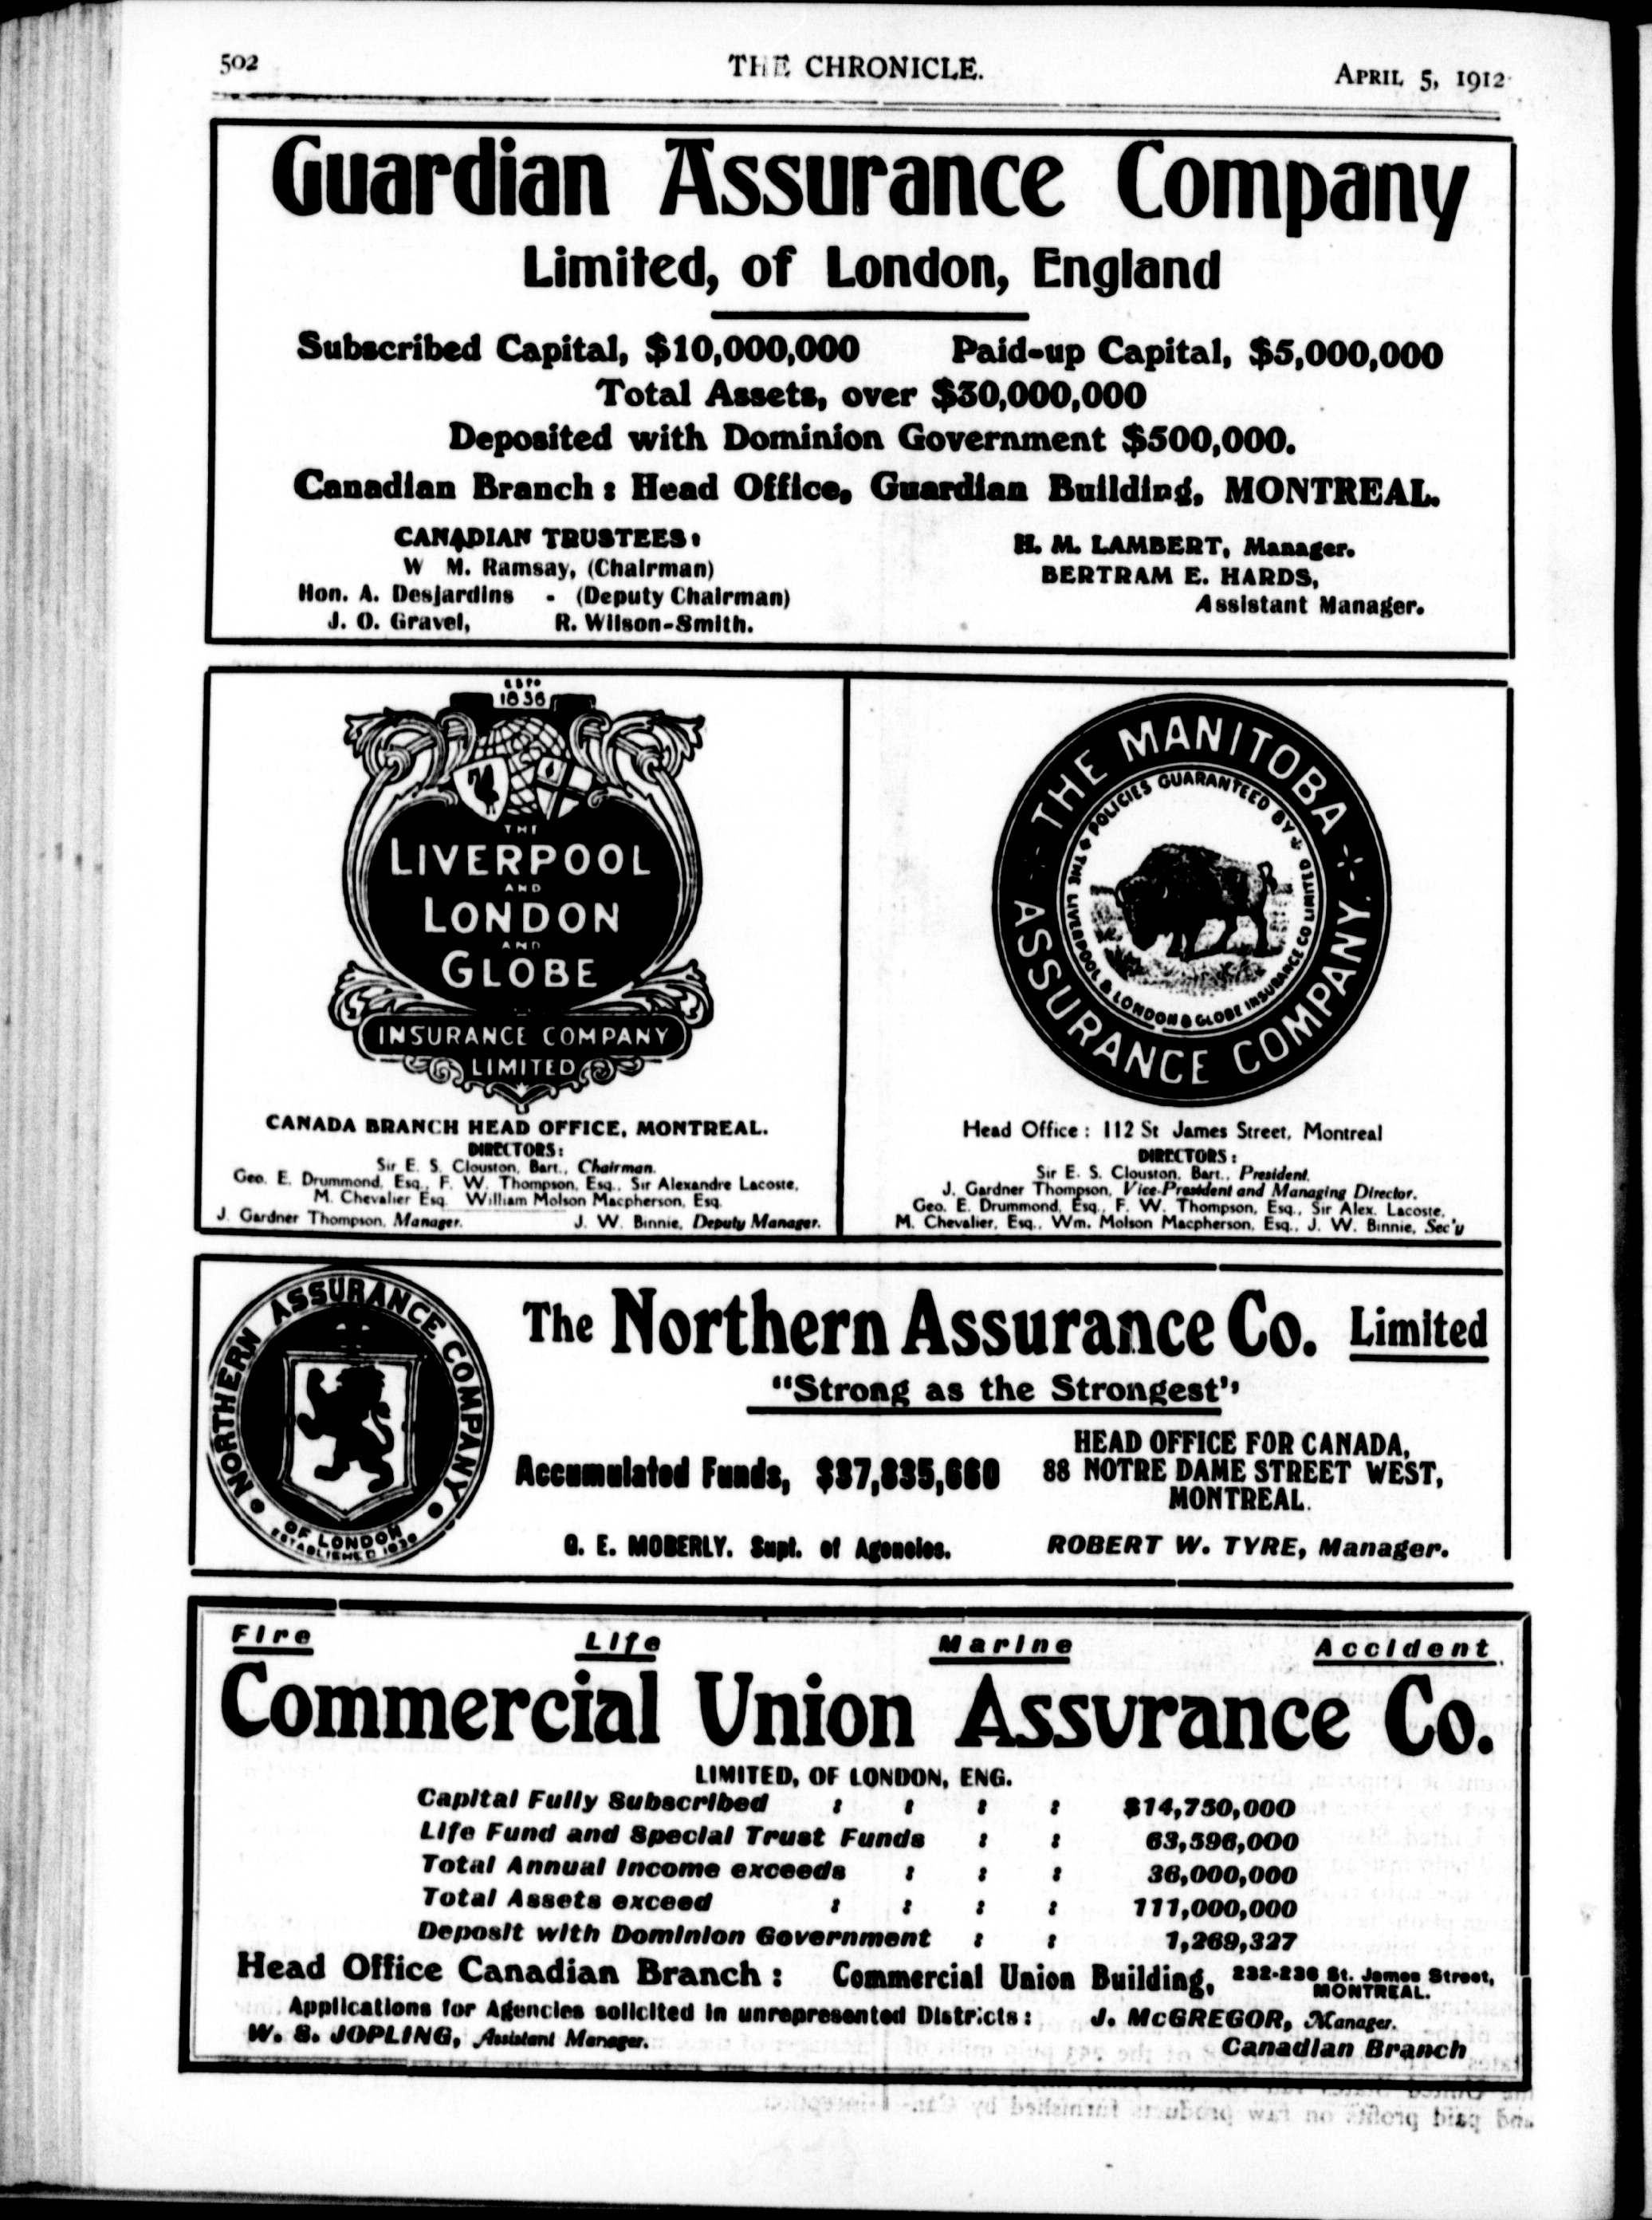 502
THE CHRONICLE.
APRIL 5, 1912
Guardian Assurance Company
Limited, of London, England
Subscribed Capital, $10,000,000 Paid-up Capital, $5,000,000
Total Assets, over $30,000,000
Deposited with Dominion Government $500,000.
Canadian Branch : Head Office, Guardian Building, MONTREAL.
CANADIAN TRUSTEES :
W M. Ramsay, (Chairman)
Hon. A. Desjardins - (Deputy Chairman)
J. O. Gravel, R. Wilson-Smith.
H. M. LAMBERT, Manager.
BERTRAM E. HARDS,
Assistant Manager.
ESTD
1836
THE
LIVERPOOL
AND
LONDON
AND
GLOBE
INSURANCE COMPANY
LIMITED
CANADA BRANCH HEAD OFFICE, MONTREAL.
DIRECTORS:
Sir E. S. Clouston, Bart., Chairman.
Geo. E. Drummond, Esq., F. W. Thompson, Esq., Sir Alexandre Lacoste,
M. Chevalier Esq. William Molson Macpherson, Esq.
J. Gardner Thompson, Manager. J. W. Binnie, Deputy Manager.
THE MANITOBA
ASSURANCE COMPANY.
POLICIES GUARANTEED BY
THE LIVERPOOL & LONDON & GLOBE INSURANCE CO LIMITED
Head Office : 112 St James Street, Montreal
DIRECTORS :
Sir E. S. Clouston, Bart., President.
J. Gardner Thompson, Vice-President and Managing Director.
Geo. E. Drummond, Esq., F. W. Thompson, Esq., Sir Alex. Lacoste,
M. Chevalier, Esq., Wm. Molson Macpherson, Esq., J. W. Binnie, Sec'y
NORTHERN ASSURANCE COMPANY
OF LONDON
ESTABLISHED 1836
The Northern Assurance Co. Limited
"Strong as the Strongest"
Accumulated Funds, $37,835,660
HEAD OFFICE FOR CANADA,
88 NOTRE DAME STREET WEST,
MONTREAL.
G. E. MOBERLY. Supt. of Agencies.
ROBERT W. TYRE, Manager.
Fire Life Marine Accident
Commercial Union Assurance Co.
LIMITED, OF LONDON, ENG.
Capital Fully Subscribed : : : : $14,750,000
Life Fund and Special Trust Funds : : 63,596,000
Total Annual Income exceeds : : : 36,000,000
Total Assets exceed : : : : 111,000,000
Deposit with Dominion Government : : 1,269,327
Head Office Canadian Branch : Commercial Union Building, 232-236 St. James Street,
MONTREAL.
Applications for Agencies solicited in unrepresented Districts : J. McGREGOR, Manager.
W. S. JOPLING, Assistant Manager. Canadian Branch